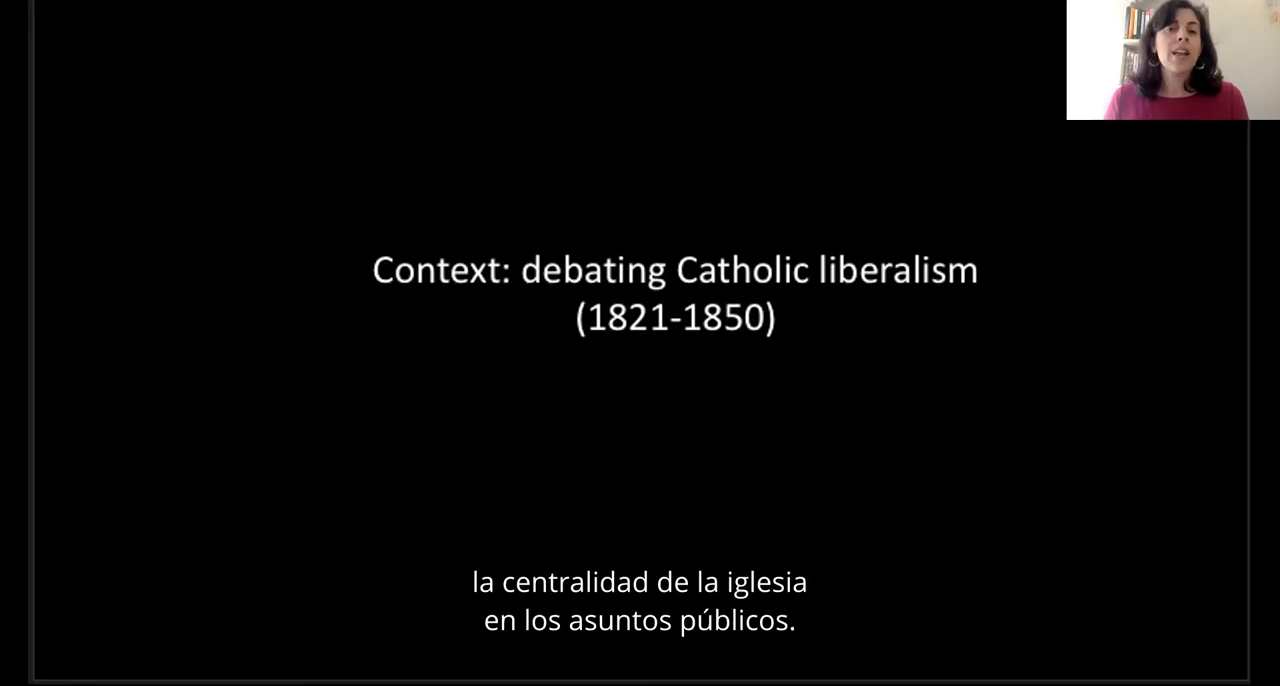 Context: debating Catholic liberalism
(1821-1850)
la centralidad de la iglesia
en los asuntos públicos.